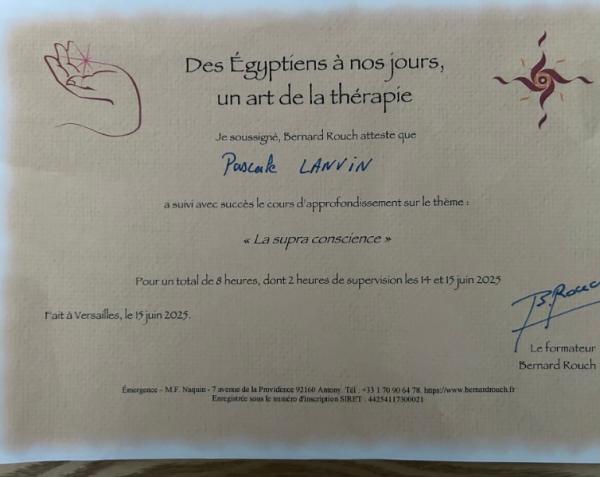 Des Égyptiens à nos jours,
un art de la thérapie
Je soussigné, Bernard Rouch atteste que
Pascale LANVIN
a suivi avec succès le cours d'approfondissement sur le thème :
« La supra conscience »
Pour un total de 8 heures, dont 2 heures de supervision les 14 et 15 juin 2025
Fait à Versailles, le 15 juin 2025.
B. Rouc
Le formateur
Bernard Rouch
Émergence – M.F. Naquin - 7 avenue de la Providence 92160 Antony. Tél : +33 1 70 90 64 78. https://www.bernardrouch.fr
Enregistrée sous le numéro d'inscription SIRET : 44254117300021